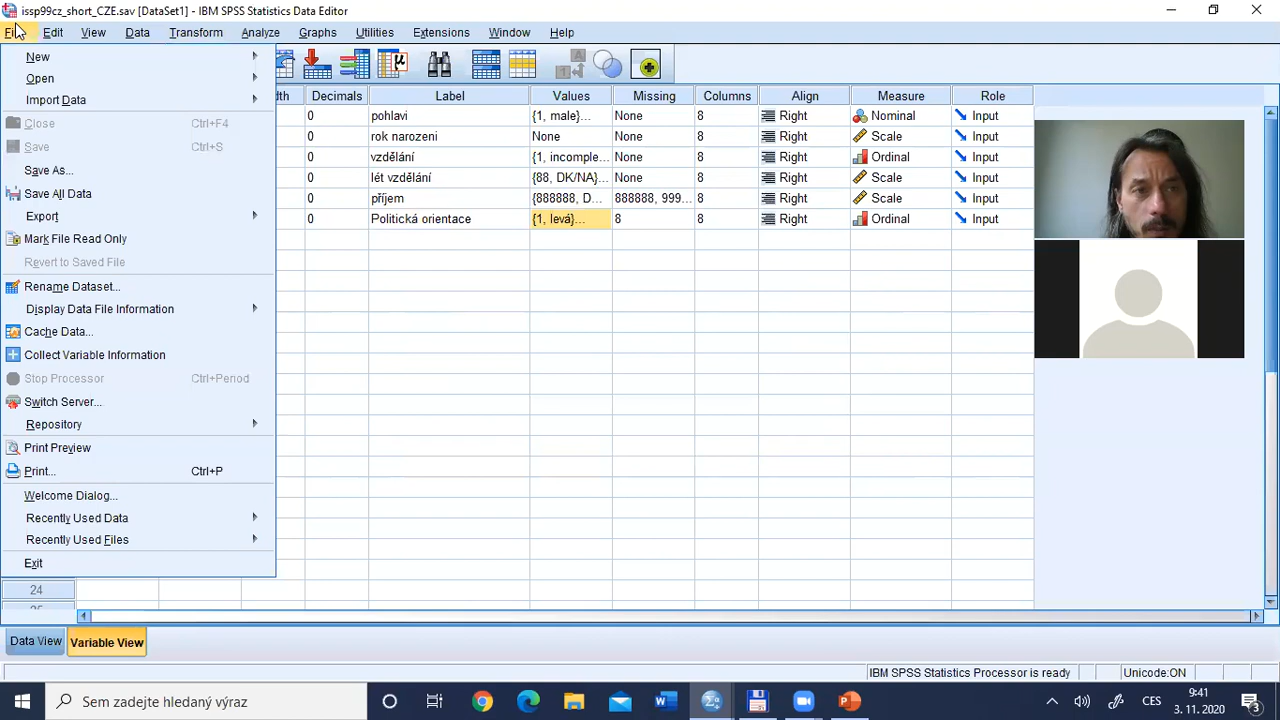 issp99cz_short_CZE.sav [DataSet1] - IBM SPSS Statistics Data Editor
File Edit View Data Transform Analyze Graphs Utilities Extensions Window Help
New
Open
Import Data
Close Ctrl+F4
Save Ctrl+S
Save As...
Save All Data
Export
Mark File Read Only
Revert to Saved File
Rename Dataset...
Display Data File Information
Cache Data...
Collect Variable Information
Stop Processor Ctrl+Period
Switch Server...
Repository
Print Preview
Print... Ctrl+P
Welcome Dialog...
Recently Used Data
Recently Used Files
Exit
Decimals Label Values Missing Columns Align Measure Role
0 pohlavi {1, male}... None 8 Right Nominal Input
0 rok narozeni None None 8 Right Scale Input
0 vzdělání {1, incomple... None 8 Right Ordinal Input
0 lét vzdělání {88, DK/NA}... None 8 Right Scale Input
0 příjem {888888, D... 888888, 999... 8 Right Scale Input
0 Politická orientace {1, levá}... 8 8 Right Ordinal Input
24
Data View Variable View
IBM SPSS Statistics Processor is ready Unicode:ON
Sem zadejte hledaný výraz
CES
9:41
3. 11. 2020
3